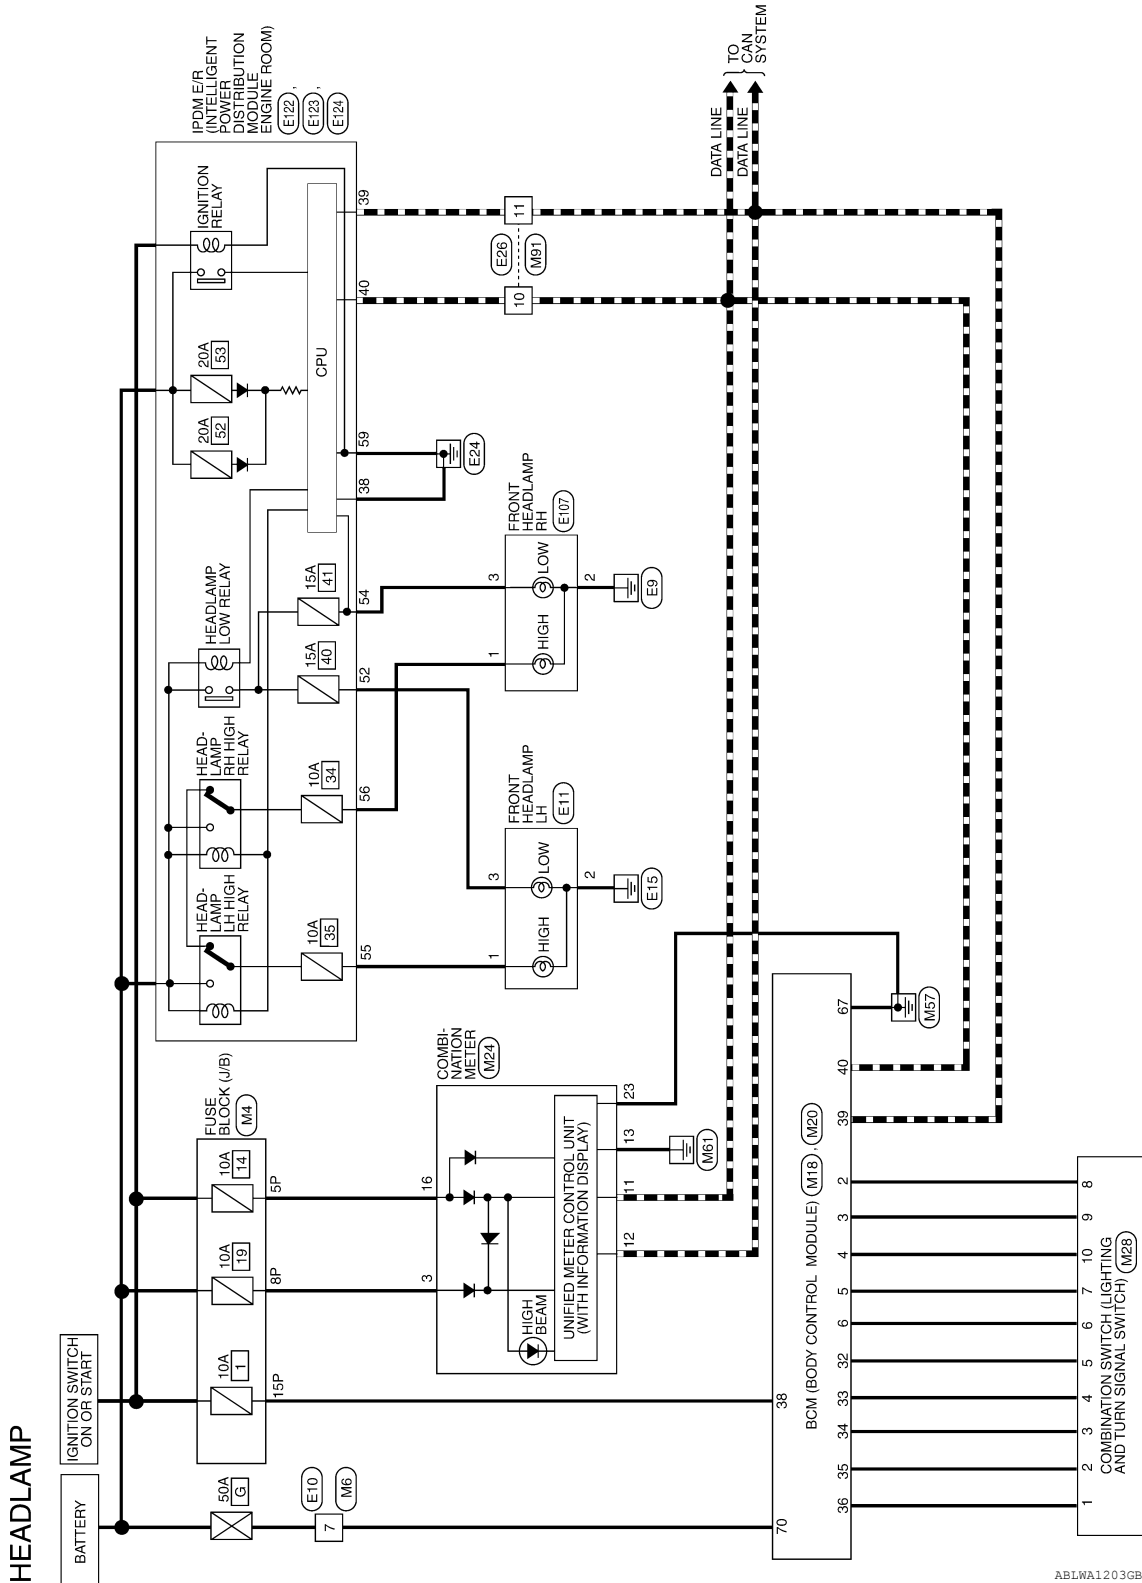 HEADLAMP
BATTERY
IGNITION SWITCH
ON OR START
50A
G
7
E10
M6
FUSE
BLOCK (J/B)
M4
10A
1
15P
10A
19
8P
10A
14
5P
IPDM E/R
(INTELLIGENT
POWER
DISTRIBUTION
MODULE
ENGINE ROOM)
E122 ,
E123 ,
E124
HEAD-
LAMP
LH HIGH
RELAY
HEAD-
LAMP
RH HIGH
RELAY
HEADLAMP
LOW RELAY
IGNITION
RELAY
20A
52
20A
53
10A
35
10A
34
15A
40
15A
41
CPU
55
56
52
54
38
59
40
39
E24
COMBI-
NATION
METER
M24
3
16
HIGH
BEAM
UNIFIED METER CONTROL UNIT
(WITH INFORMATION DISPLAY)
12
11
13
23
M61
FRONT
HEADLAMP
LH
E11
1
3
HIGH
LOW
2
E15
FRONT
HEADLAMP
RH
E107
1
3
HIGH
LOW
2
E9
10
11
E26
M91
DATA LINE
DATA LINE
TO
CAN
SYSTEM
70
38
BCM (BODY CONTROL MODULE)
M18 , M20
36
35
34
33
32
6
5
4
3
2
39
40
67
M57
1
2
3
4
5
6
7
10
9
8
COMBINATION SWITCH (LIGHTING
AND TURN SIGNAL SWITCH)
M28
ABLWA1203GB